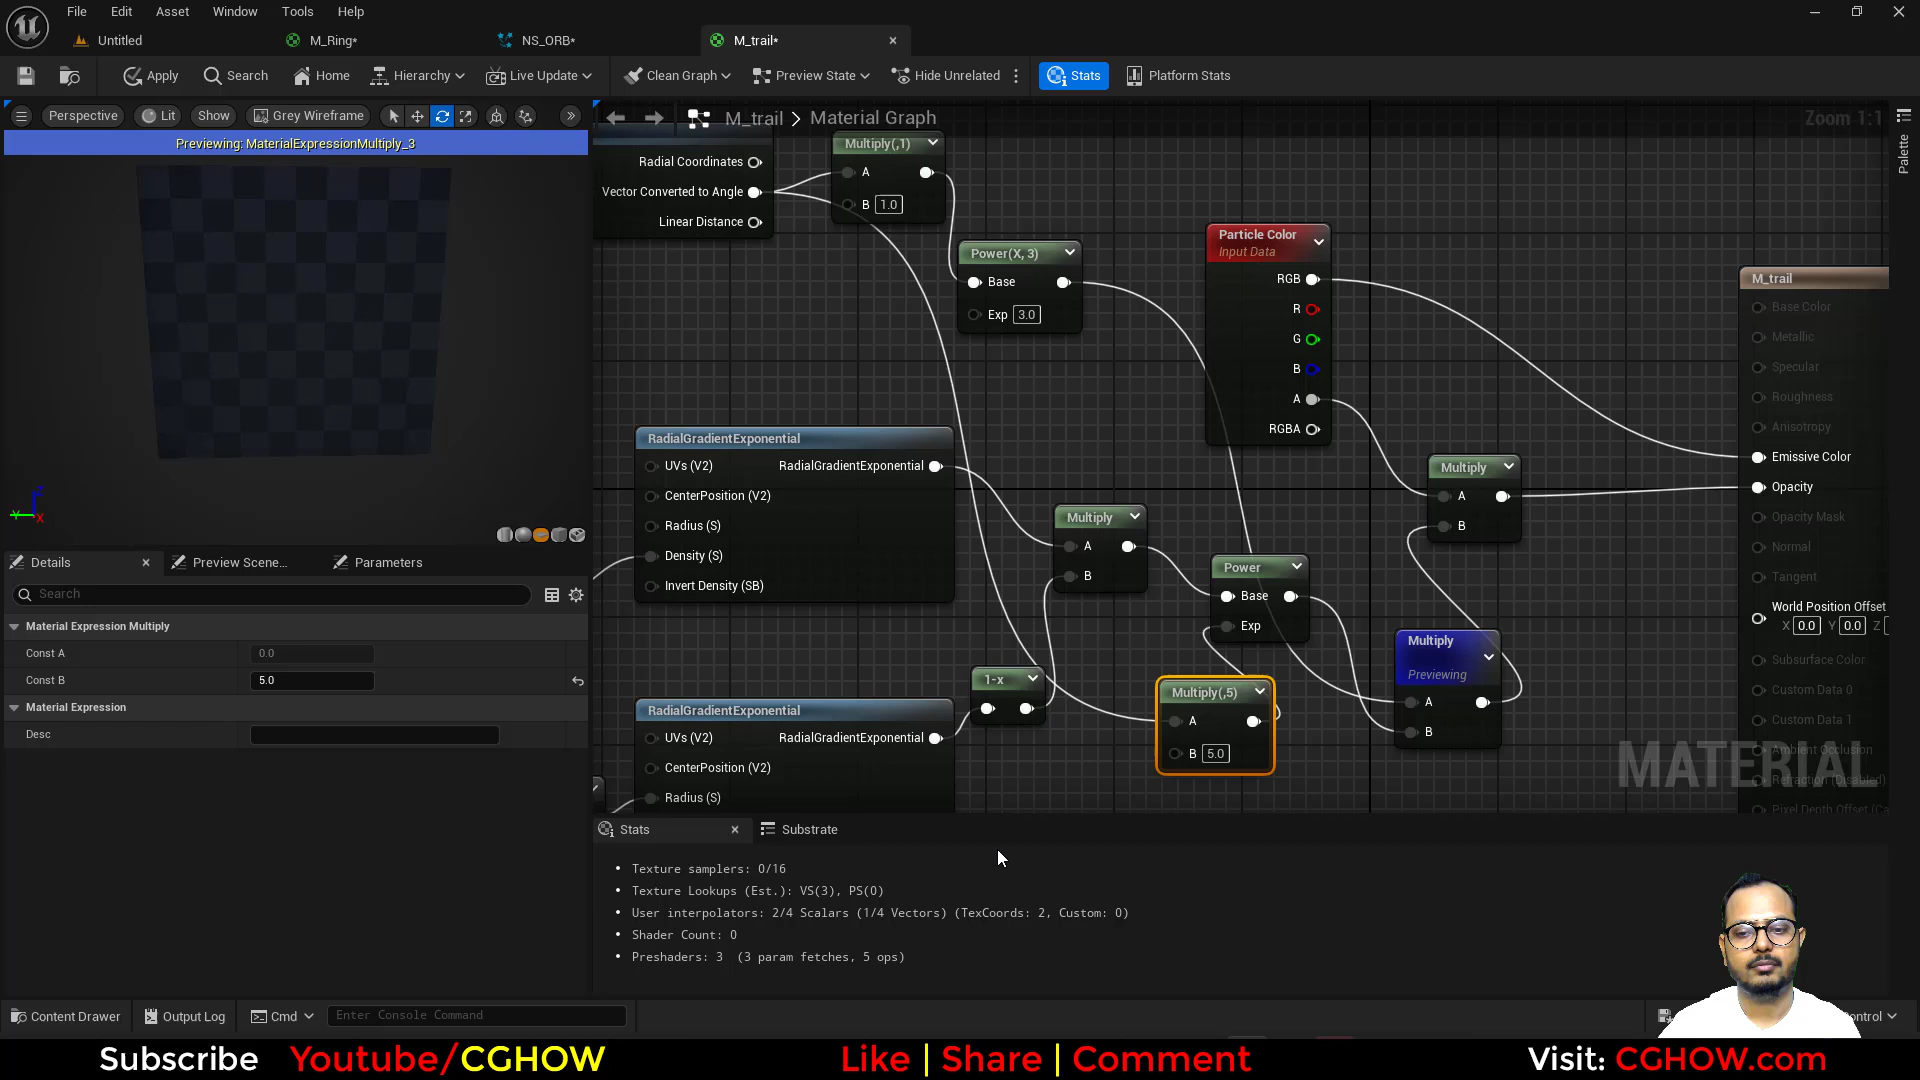 File Edit Asset Window Tools Help
Untitled M_Ring* NS_ORB* M_trail*
Apply Search Home Hierarchy Live Update Clean Graph Preview State Hide Unrelated Stats Platform Stats
Perspective Lit Show Grey Wireframe
Previewing: MaterialExpressionMultiply_3
M_trail > Material Graph
Zoom 1:1
Palette
Radial Coordinates
Vector Converted to Angle
Linear Distance
Multiply(,1)
A
B 1.0
Power(X, 3)
Base
Exp 3.0
Particle Color
Input Data
RGB
R
G
B
A
RGBA
M_trail
Base Color
Metallic
Specular
Roughness
Anisotropy
Emissive Color
Opacity
Opacity Mask
Normal
Tangent
World Position Offset
X 0.0 Y 0.0 Z
Subsurface Color
Custom Data 0
Custom Data 1
Ambient Occlusion
Refraction (Disabled)
Pixel Depth Offset (Ca
RadialGradientExponential
UVs (V2) RadialGradientExponential
CenterPosition (V2)
Radius (S)
Density (S)
Invert Density (SB)
Multiply
A
B
Multiply
A
B
Power
Base
Exp
Multiply
Previewing
A
B
1-x
Multiply(,5)
A
B 5.0
RadialGradientExponential
UVs (V2) RadialGradientExponential
CenterPosition (V2)
Radius (S)
MATERIAL
Z
Y X
Details Preview Scene... Parameters
Search
Material Expression Multiply
Const A 0.0
Const B 5.0
Material Expression
Desc
Stats Substrate
• Texture samplers: 0/16
• Texture Lookups (Est.): VS(3), PS(0)
• User interpolators: 2/4 Scalars (1/4 Vectors) (TexCoords: 2, Custom: 0)
• Shader Count: 0
• Preshaders: 3 (3 param fetches, 5 ops)
Content Drawer Output Log Cmd Enter Console Command ontrol
Subscribe Youtube/CGHOW Like | Share | Comment Visit: CGHOW.com